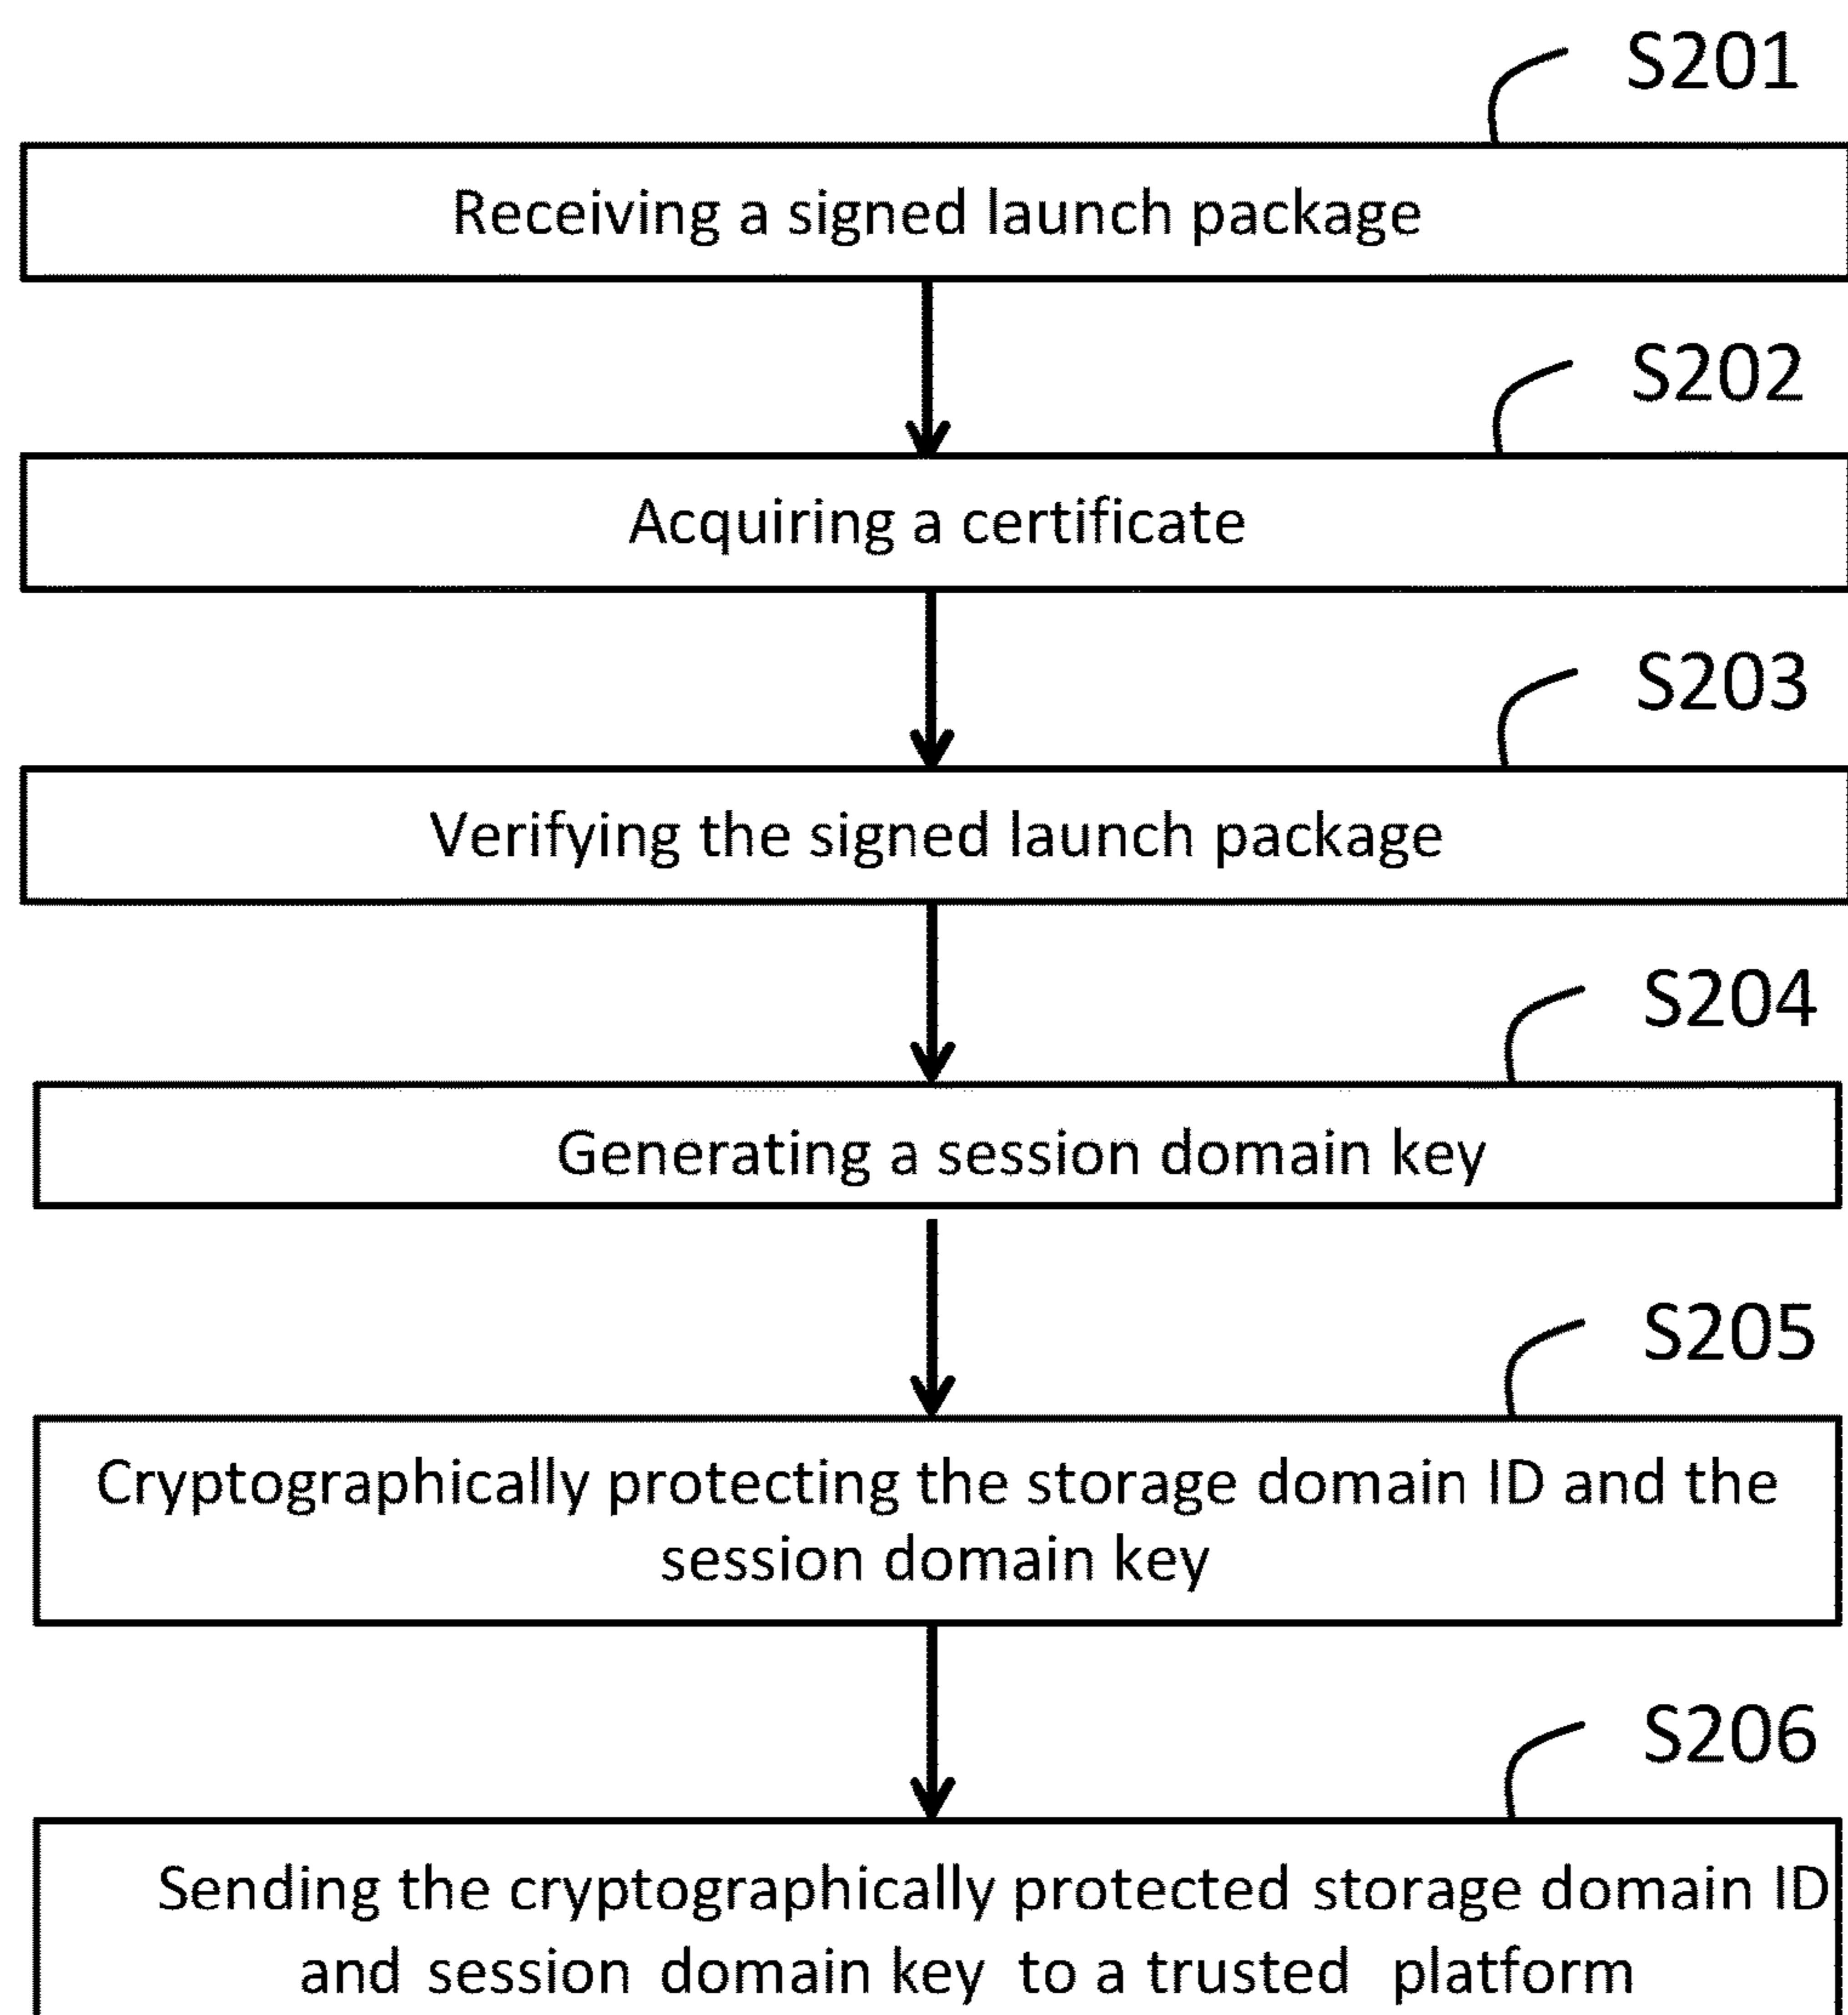 S201
Receiving a signed launch package
S202
Acquiring a certificate
S203
Verifying the signed launch package
S204
Generating a session domain key
S205
Cryptographically protecting the storage domain ID and the
session domain key
S206
Sending the cryptographically protected storage domain ID
and session domain key to a trusted platform